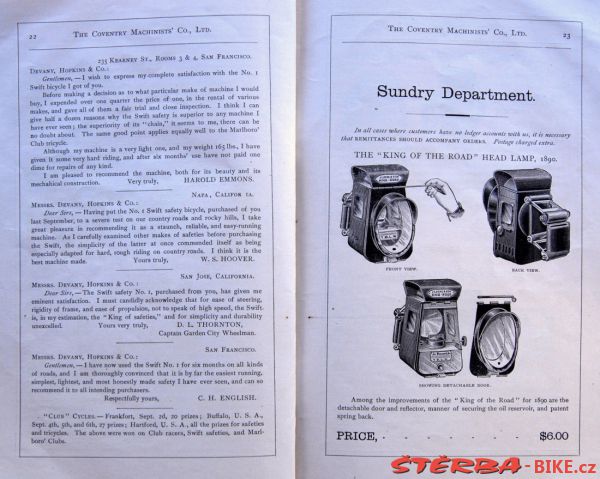 22 THE COVENTRY MACHINISTS' CO., LTD.
235 KEARNEY ST., ROOMS 3 & 4, SAN FRANCISCO.
DEVANY, HOPKINS & CO.:
Gentlemen,—I wish to express my complete satisfaction with the No. 1
Swift bicycle I got of you.
Before making a decision as to what particular make of machine I would
buy, I expended over one quarter the price of one, in the rental of various
makes, and gave all of them a fair trial and close inspection. I think I can
give half a dozen reasons why the Swift safety is superior to any machine I
have ever seen; the superiority of its "chain," it seems to me, there can be
no doubt about. The same good point applies equally well to the Marlboro'
Club tricycle.
Although my machine is a very light one, and my weight 165 lbs., I have
given it some very hard riding, and after six months' use have not paid one
dime for repairs of any kind.
I am pleased to recommend the machine, both for its beauty and its
mechanical construction. Very truly, HAROLD EMMONS.
NAPA, CALIFORNIA.
MESSRS. DEVANY, HOPKINS & CO.:
Dear Sirs,—Having put the No. 1 Swift safety bicycle, purchased of you
last September, to a severe test on our country roads and rocky hills, I take
great pleasure in recommending it as a staunch, reliable, and easy-running
machine. As I carefully examined other makes of safeties before purchasing
the Swift, the simplicity of the latter at once commended itself as being
especially adapted for hard, rough riding on country roads. I think it is the
best machine made. Yours truly, W. S. HOOVER.
SAN JOIE, CALIFORNIA.
MESSRS. DEVANY, HOPKINS & CO.:
Dear Sirs,—The Swift safety No. 1, purchased from you, has given me
eminent satisfaction. I must candidly acknowledge that for ease of steering,
rigidity of frame, and ease of propulsion, not to speak of high speed, the Swift
is, in my estimation, the "King of safeties," and for simplicity and durability
unexcelled. Yours very truly, D. L. THORNTON,
Captain Garden City Wheelman.
SAN FRANCISCO.
MESSRS. DEVANY, HOPKINS & CO.:
Gentlemen,—I have now used the Swift No. 1 for six months on all kinds
of roads, and I am thoroughly convinced that it is by far the easiest running,
simplest, lightest, and most honestly made safety I have ever seen, and can so
recommend it to all intending purchasers.
Respectfully yours, C. H. ENGLISH.
"CLUB" CYCLES.—Frankfort, Sept. 2d, 20 prizes; Buffalo, U. S. A.,
Sept. 4th, 5th, and 6th, 27 prizes; Hartford, U. S. A., all the prizes for safeties
and tricycles. The above were won on Club racers, Swift safeties, and Marl-
boro' Clubs.
THE COVENTRY MACHINISTS' CO., LTD. 23
Sundry Department.
In all cases where customers have no ledger accounts with us, it is necessary
that REMITTANCES SHOULD ACCOMPANY ORDERS. Postage charged extra.
THE "KING OF THE ROAD" HEAD LAMP, 1890.
FRONT VIEW.
BACK VIEW.
SHOWING DETACHABLE DOOR.
Among the improvements of the "King of the Road" for 1890 are the
detachable door and reflector, manner of securing the oil reservoir, and patent
spring back.
PRICE, . . . . $6.00
ŠTĚRBA-BIKE.cz